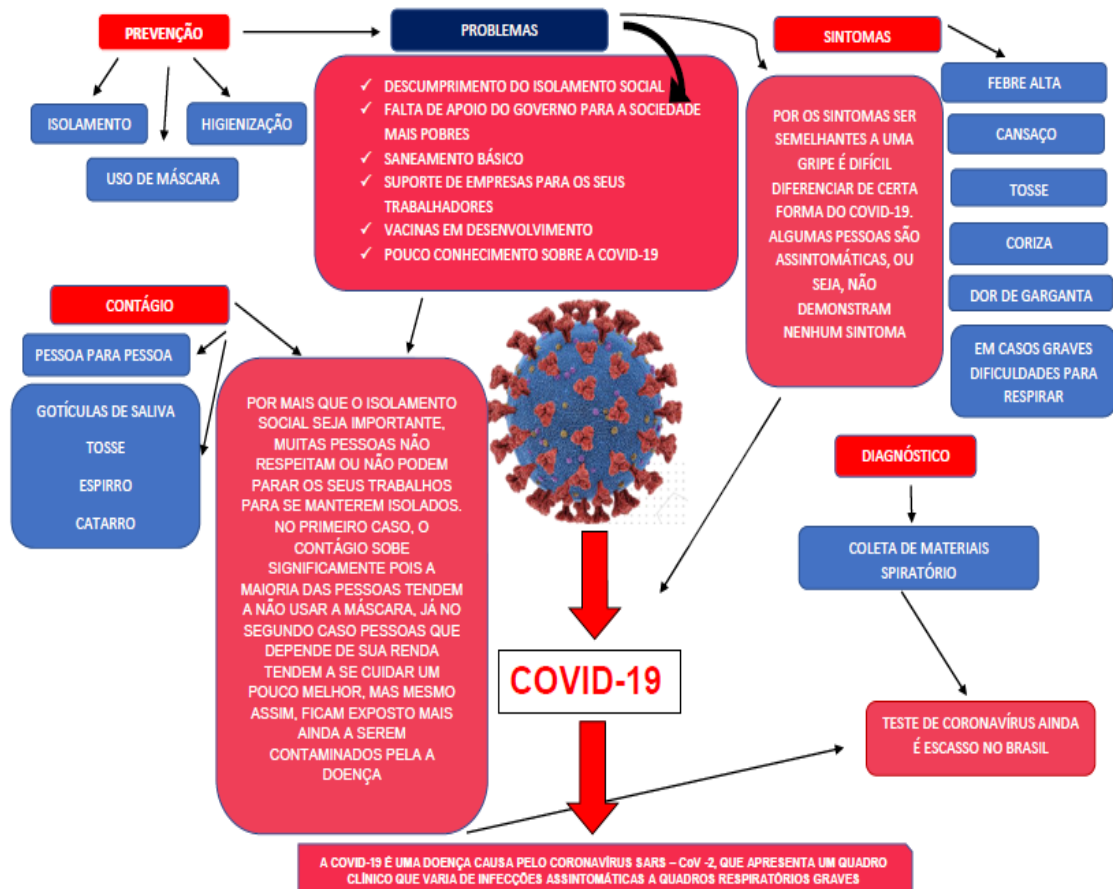 PREVENÇÃO
ISOLAMENTO
HIGIENIZAÇÃO
USO DE MÁSCARA
PROBLEMAS
✓ DESCUMPRIMENTO DO ISOLAMENTO SOCIAL
✓ FALTA DE APOIO DO GOVERNO PARA A SOCIEDADE
MAIS POBRES
✓ SANEAMENTO BÁSICO
✓ SUPORTE DE EMPRESAS PARA OS SEUS
TRABALHADORES
✓ VACINAS EM DESENVOLVIMENTO
✓ POUCO CONHECIMENTO SOBRE A COVID-19
SINTOMAS
POR OS SINTOMAS SER
SEMELHANTES A UMA
GRIPE É DIFÍCIL
DIFERENCIAR DE CERTA
FORMA DO COVID-19.
ALGUMAS PESSOAS SÃO
ASSINTOMÁTICAS, OU
SEJA, NÃO
DEMONSTRAM
NENHUM SINTOMA
FEBRE ALTA
CANSAÇO
TOSSE
CORIZA
DOR DE GARGANTA
EM CASOS GRAVES
DIFICULDADES PARA
RESPIRAR
CONTÁGIO
PESSOA PARA PESSOA
GOTÍCULAS DE SALIVA
TOSSE
ESPIRRO
CATARRO
POR MAIS QUE O ISOLAMENTO
SOCIAL SEJA IMPORTANTE,
MUITAS PESSOAS NÃO
RESPEITAM OU NÃO PODEM
PARAR OS SEUS TRABALHOS
PARA SE MANTEREM ISOLADOS.
NO PRIMEIRO CASO, O
CONTÁGIO SOBE
SIGNIFICAMENTE POIS A
MAIORIA DAS PESSOAS TENDEM
A NÃO USAR A MÁSCARA, JÁ NO
SEGUNDO CASO PESSOAS QUE
DEPENDE DE SUA RENDA
TENDEM A SE CUIDAR UM
POUCO MELHOR, MAS MESMO
ASSIM, FICAM EXPOSTO MAIS
AINDA A SEREM
CONTAMINADOS PELA A
DOENÇA
DIAGNÓSTICO
COLETA DE MATERIAIS
SPIRATÓRIO
TESTE DE CORONAVÍRUS AINDA
É ESCASSO NO BRASIL
COVID-19
A COVID-19 É UMA DOENÇA CAUSA PELO CORONAVÍRUS SARS – CoV -2, QUE APRESENTA UM QUADRO
CLÍNICO QUE VARIA DE INFECÇÕES ASSINTOMÁTICAS A QUADROS RESPIRATÓRIOS GRAVES